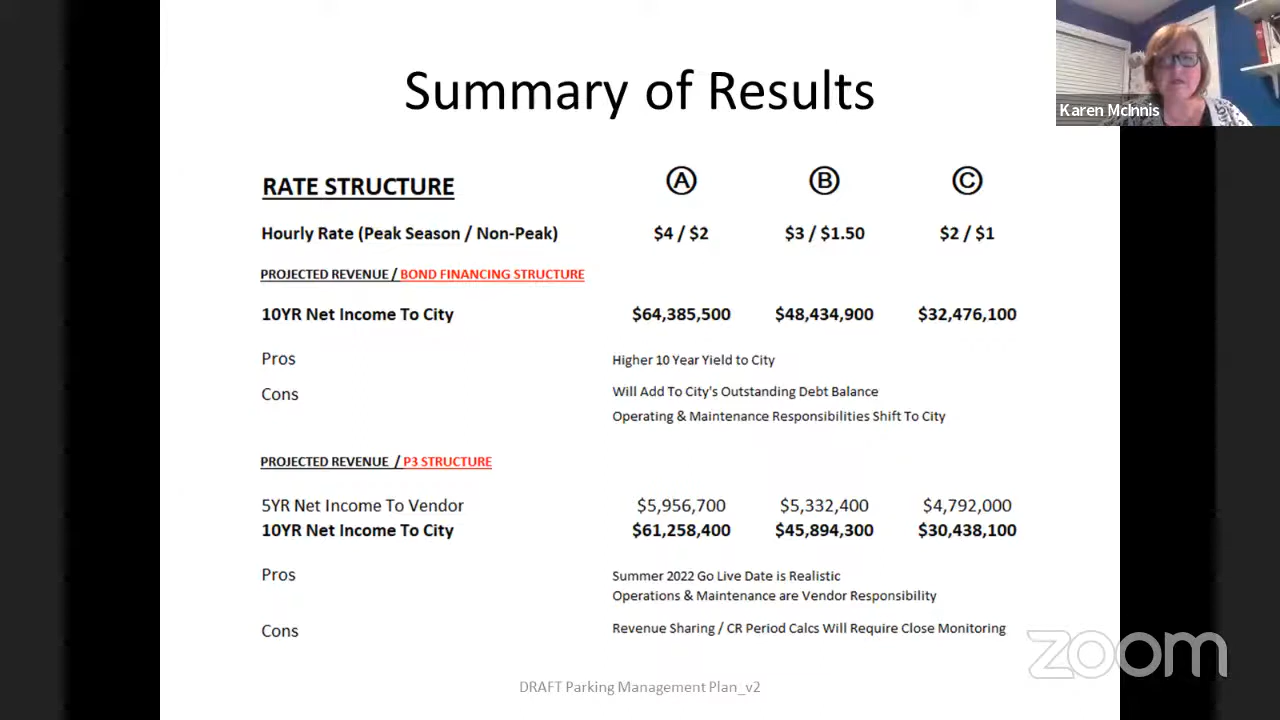 Summary of Results
Karen McInnis
RATE STRUCTURE A B C
Hourly Rate (Peak Season / Non-Peak) $4 / $2 $3 / $1.50 $2 / $1
PROJECTED REVENUE / BOND FINANCING STRUCTURE
10YR Net Income To City $64,385,500 $48,434,900 $32,476,100
Pros Higher 10 Year Yield to City
Cons Will Add To City's Outstanding Debt Balance
Operating & Maintenance Responsibilities Shift To City
PROJECTED REVENUE / P3 STRUCTURE
5YR Net Income To Vendor $5,956,700 $5,332,400 $4,792,000
10YR Net Income To City $61,258,400 $45,894,300 $30,438,100
Pros Summer 2022 Go Live Date is Realistic
Operations & Maintenance are Vendor Responsibility
Cons Revenue Sharing / CR Period Calcs Will Require Close Monitoring
zoom
DRAFT Parking Management Plan_v2